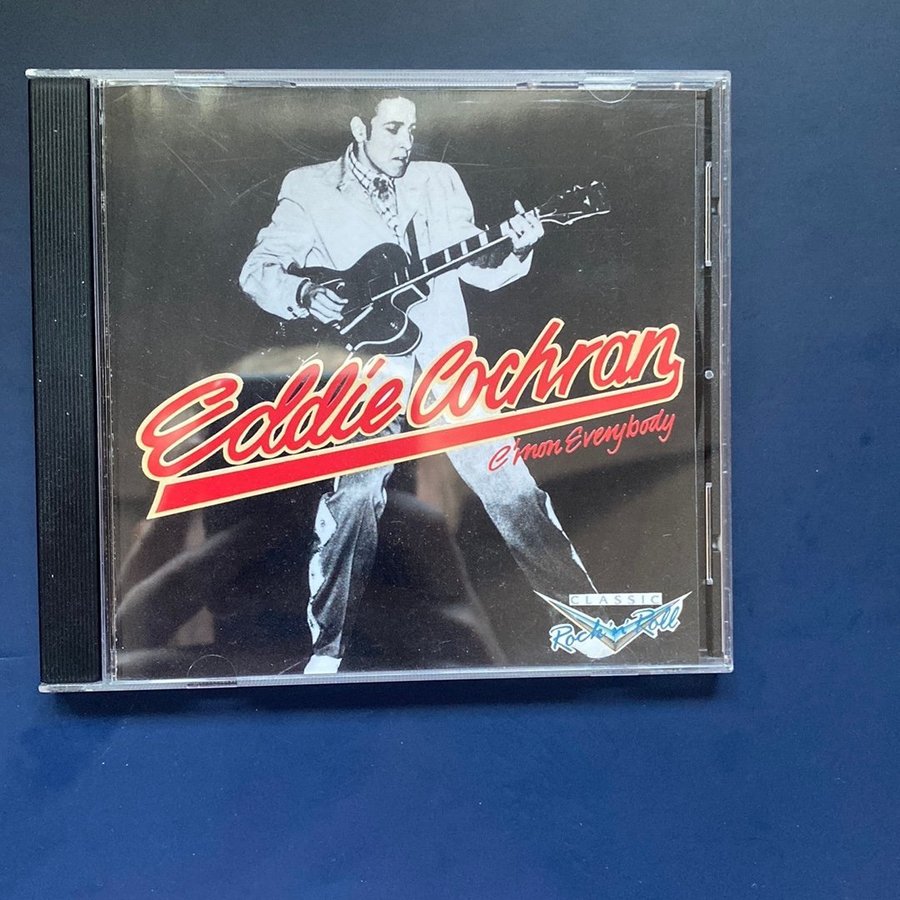 Eddie Cochran
C'mon Everybody
CLASSIC
Rock 'n' Roll